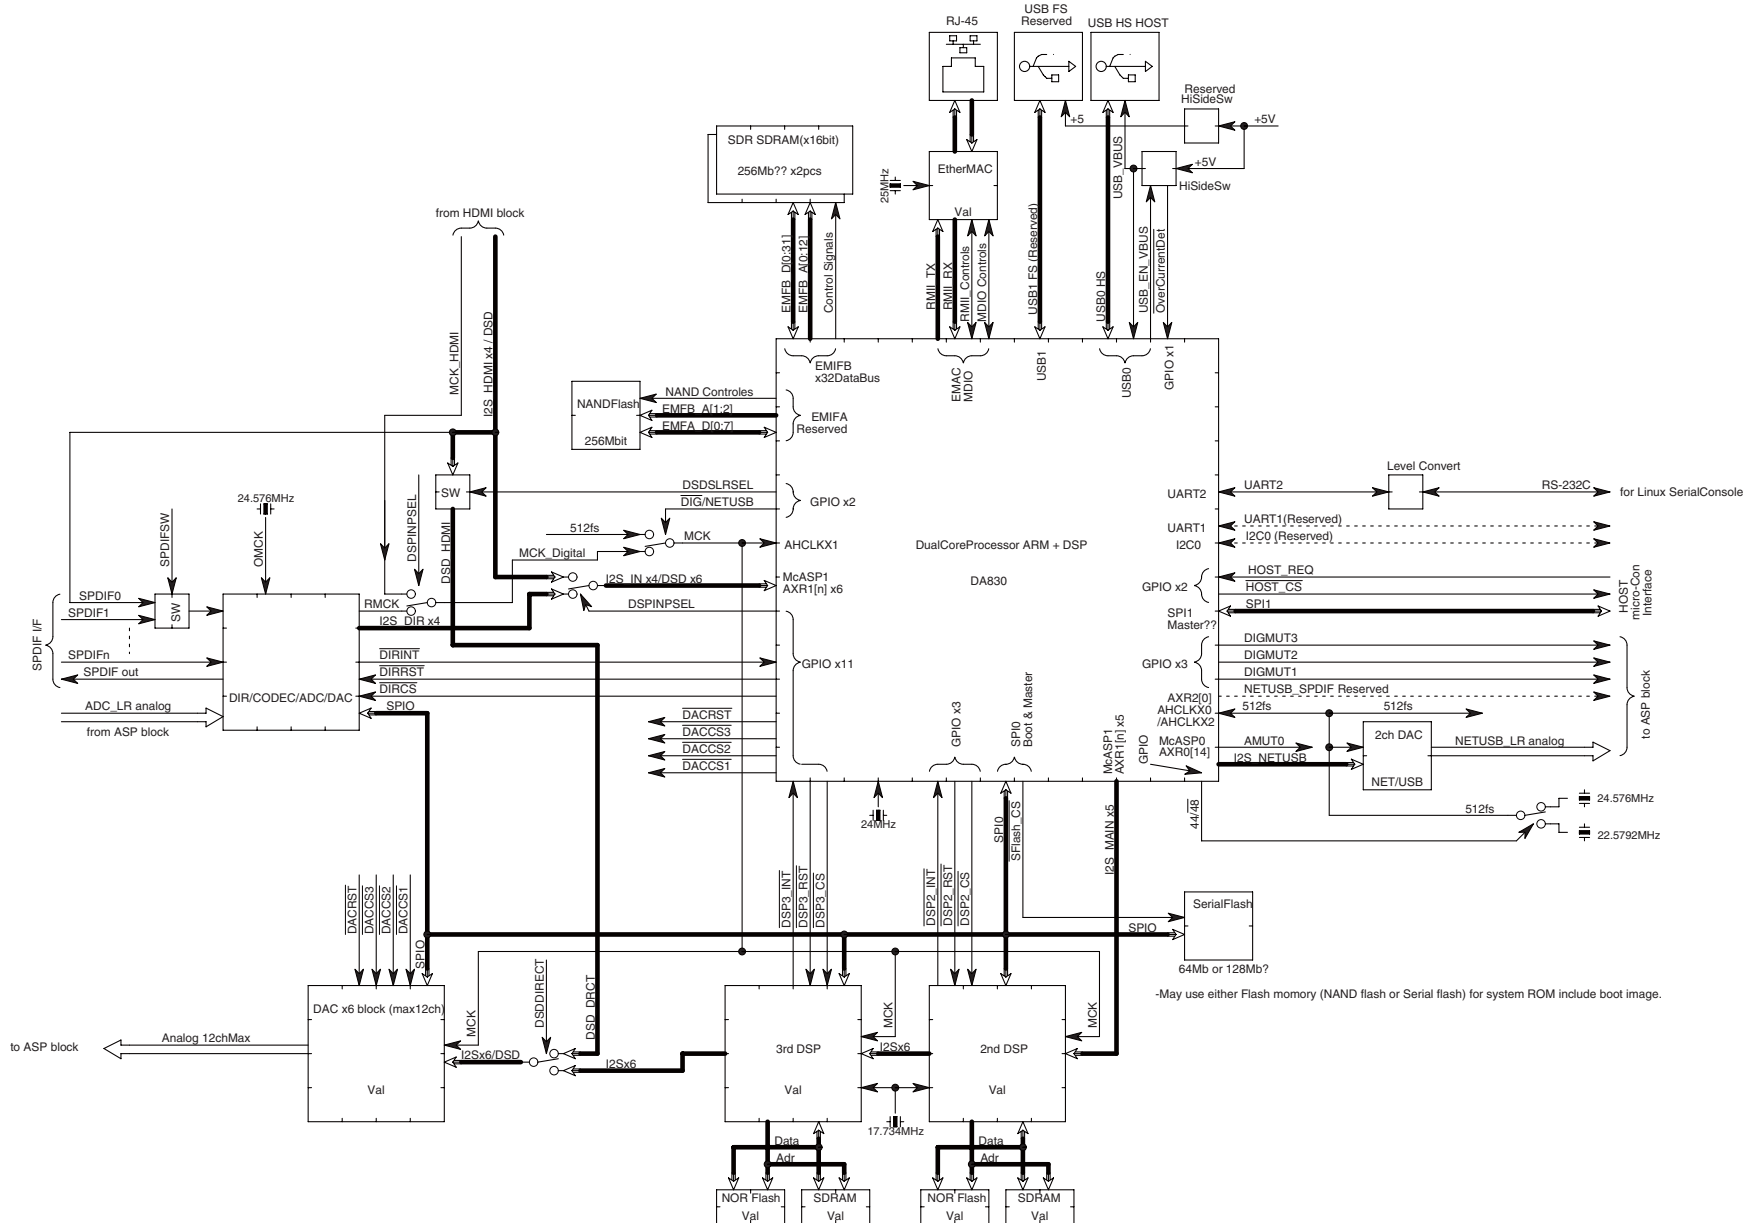 RJ-45
USB FS
Reserved
USB HS HOST
Reserved
HiSideSw
+5
+5V
+5V
HiSideSw
SDR SDRAM(x16bit)
256Mb?? x2pcs
EtherMAC
Val
25MHz
USB_VBUS
from HDMI block
MCK_HDMI
I2S_HDMI x4 / DSD
EMFB_D[0:31]
EMFB_A[0:12]
Control Signals
RMII_TX
RMII_RX
RMII_Controls
MDIO Controls
USB1 FS (Reserved)
USB0 HS
USB_EN_VBUS
OverCurrentDet
EMIFB
x32DataBus
EMAC
MDIO
USB1
USB0
GPIO x1
NANDFlash
256Mbit
NAND Controles
EMFB_A[1:2]
EMFA_D[0:7]
EMIFA
Reserved
SW
DSDSLRSEL
DIG/NETUSB
GPIO x2
24.576MHz
OMCK
SPDIFSW
DSPINPSEL
DSD_HDMI
512fs
MCK_Digital
MCK
AHCLKX1
DualCoreProcessor ARM + DSP
DA830
McASP1
AXR1[n] x6
I2S_IN x4/DSD x6
DSPINPSEL
UART2
UART2
Level Convert
RS-232C
for Linux SerialConsole
UART1
UART1(Reserved)
I2C0
I2C0 (Reserved)
GPIO x2
HOST_REQ
HOST_CS
SPI1
Master??
SPI1
HOST
micro-Con
Interface
SPDIF I/F
SPDIF0
SPDIF1
SPDIFn
SPDIF out
SW
RMCK
I2S_DIR x4
DIR/CODEC/ADC/DAC
ADC_LR analog
from ASP block
DIRINT
DIRRST
DIRCS
SPIO
GPIO x11
DACRST
DACCS3
DACCS2
DACCS1
GPIO x3
DIGMUT3
DIGMUT2
DIGMUT1
AXR2[0]
NETUSB_SPDIF Reserved
AHCLKX0
/AHCLKX2
512fs
512fs
McASP0
AXR0[14]
AMUT0
I2S_NETUSB
2ch DAC
NET/USB
NETUSB_LR analog
to ASP block
GPIO x3
SPI0
Boot & Master
McASP1
AXR1[n] x5
GPIO
24MHz
44/48
512fs
24.576MHz
22.5792MHz
DSP3_INT
DSP3_RST
DSP3_CS
DSP2_INT
DSP2_RST
DSP2_CS
SPI0
SFlash_CS
I2S_MAIN x5
SerialFlash
SPIO
64Mb or 128Mb?
-May use either Flash momory (NAND flash or Serial flash) for system ROM include boot image.
DACRST
DACCS3
DACCS2
DACCS1
SPIO
MCK
DSDDIRECT
DSD_DRCT
MCK
MCK
DAC x6 block (max12ch)
Val
Analog 12chMax
to ASP block
I2Sx6/DSD
I2Sx6
3rd DSP
Val
I2Sx6
2nd DSP
Val
17.734MHz
Data
Adr
Data
Adr
NOR Flash
Val
SDRAM
Val
NOR Flash
Val
SDRAM
Val